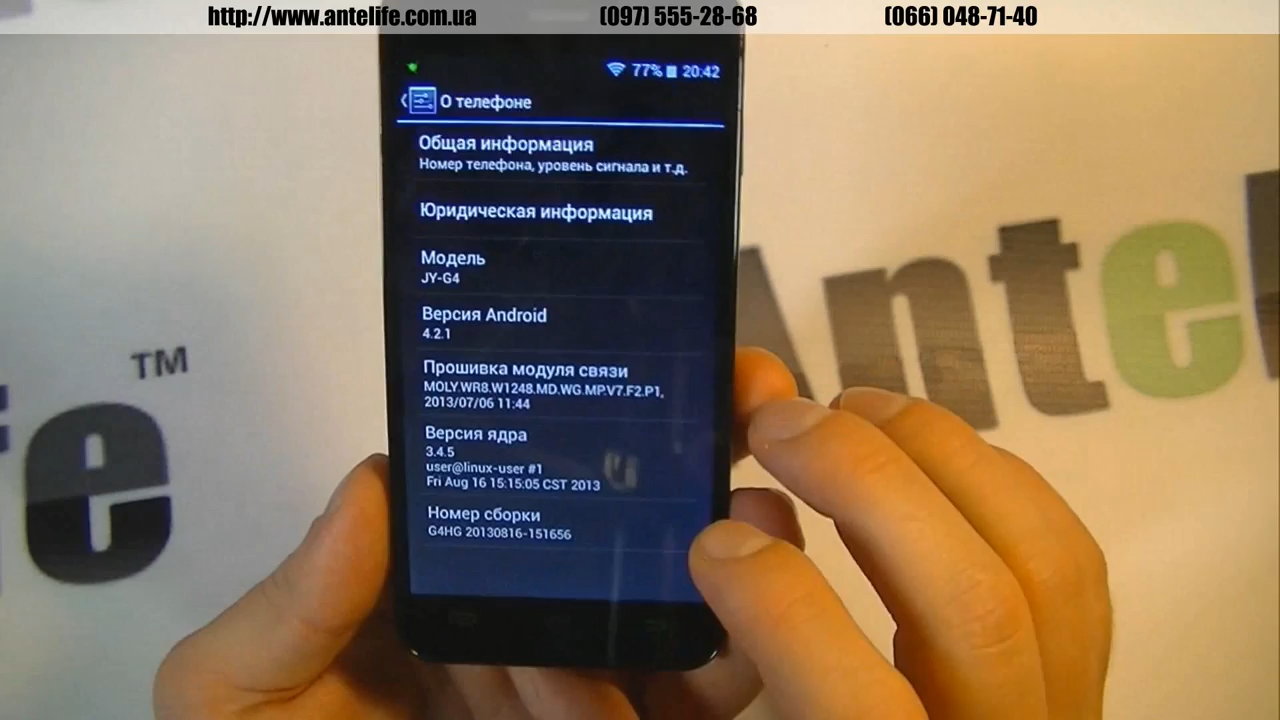 http://www.antelife.com.ua (097) 555-28-68 (066) 048-71-40
77% 20:42
О телефоне
Общая информация
Номер телефона, уровень сигнала и т.д.
Юридическая информация
Модель
JY-G4
Версия Android
4.2.1
Прошивка модуля связи
MOLY.WR8.W1248.MD.WG.MP.V7.F2.P1,
2013/07/06 11:44
Версия ядра
3.4.5
user@linux-user #1
Fri Aug 16 15:15:05 CST 2013
Номер сборки
G4HG 20130816-151656
TM
fe
Antel